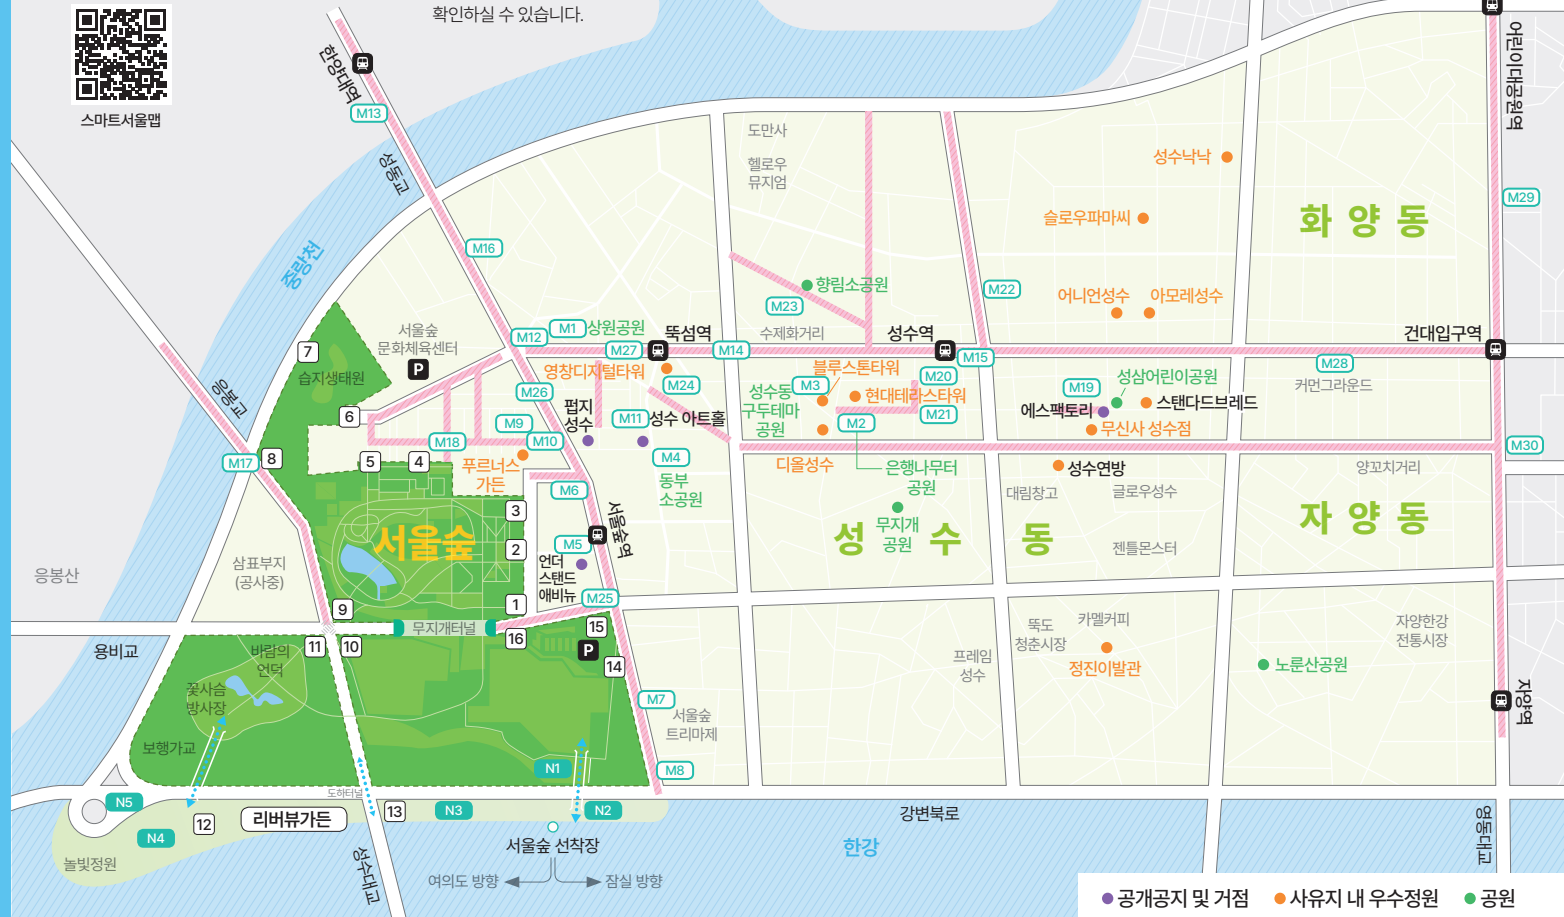 확인하실 수 있습니다.
스마트서울맵
한양대역
M13
성동교
어린이대공원역
도만사
헬로우
뮤지엄
성수낙낙
M29
슬로우파마씨
화양동
중랑천
M16
향림소공원
M23
M22
어니언성수
아모레성수
서울숲
문화체육센터
P
M12
M1
상원공원
뚝섬역
수제화거리
성수역
건대입구역
7
M27
M14
M15
M28
습지생태원
영창디지털타워
블루스톤타워
M24
M3
M20
M19
성삼어린이공원
커먼그라운드
응봉교
M26
성수동
구두테마
공원
현대테라스타워
6
펍지
성수
M9
M11
성수 아트홀
M21
에스팩토리
스탠다드브레드
M18
M10
M2
무신사 성수점
M17
8
5
4
푸르너스
가든
M4
디올성수
은행나무터
공원
성수연방
양꼬치거리
M30
M6
동부
소공원
대림창고
글로우성수
3
서울숲역
무지개
공원
성수동
자양동
서울숲
2
M5
언더
스탠드
애비뉴
젠틀몬스터
응봉산
삼표부지
(공사중)
9
1
M25
무지개터널
15
뚝도
청춘시장
카멜커피
자양한강
전통시장
용비교
11
10
16
P
14
바람의
언덕
프레임
성수
정진이발관
노룬산공원
꽃사슴
방사장
M7
서울숲
트리마제
자양역
보행가교
N1
M8
도하터널
N5
13
N3
N2
강변북로
12
리버뷰가든
N4
서울숲 선착장
한강
영동대교
놀빛정원
성수대교
여의도 방향
잠실 방향
공개공지 및 거점
사유지 내 우수정원
공원